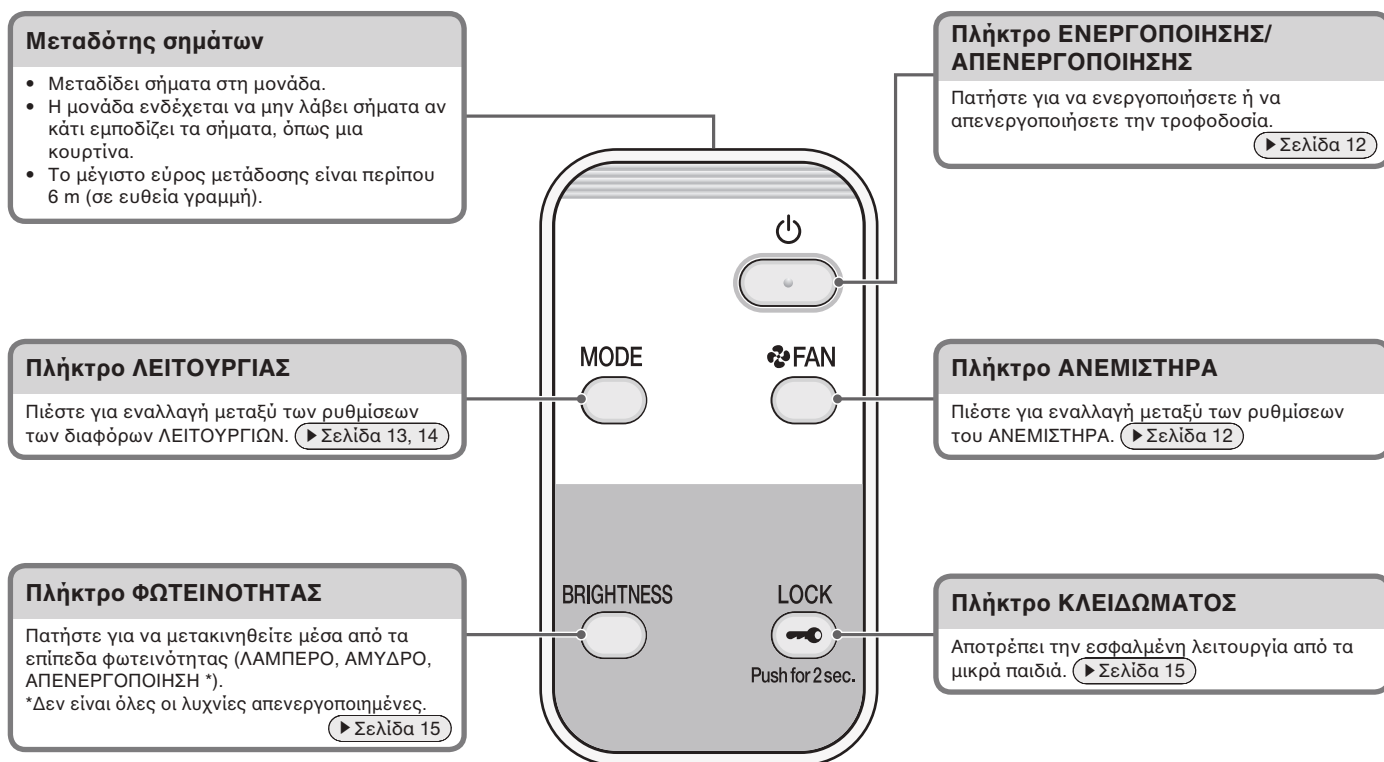 Μεταδότης σημάτων
• Μεταδίδει σήματα στη μονάδα.
• Η μονάδα ενδέχεται να μην λάβει σήματα αν
κάτι εμποδίζει τα σήματα, όπως μια
κουρτίνα.
• Το μέγιστο εύρος μετάδοσης είναι περίπου
6 m (σε ευθεία γραμμή).
Πλήκτρο ΕΝΕΡΓΟΠΟΙΗΣΗΣ/
ΑΠΕΝΕΡΓΟΠΟΙΗΣΗΣ
Πατήστε για να ενεργοποιήσετε ή να
απενεργοποιήσετε την τροφοδοσία.
▶Σελίδα 12
Πλήκτρο ΛΕΙΤΟΥΡΓΙΑΣ
Πιέστε για εναλλαγή μεταξύ των ρυθμίσεων
των διαφόρων ΛΕΙΤΟΥΡΓΙΩΝ. ▶Σελίδα 13, 14
MODE
FAN
Πλήκτρο ΑΝΕΜΙΣΤΗΡΑ
Πιέστε για εναλλαγή μεταξύ των ρυθμίσεων
του ΑΝΕΜΙΣΤΗΡΑ. ▶Σελίδα 12
Πλήκτρο ΦΩΤΕΙΝΟΤΗΤΑΣ
Πατήστε για να μετακινηθείτε μέσα από τα
επίπεδα φωτεινότητας (ΛΑΜΠΕΡΟ, ΑΜΥΔΡΟ,
ΑΠΕΝΕΡΓΟΠΟΙΗΣΗ *).
*Δεν είναι όλες οι λυχνίες απενεργοποιημένες.
▶Σελίδα 15
BRIGHTNESS
LOCK
Push for 2 sec.
Πλήκτρο ΚΛΕΙΔΩΜΑΤΟΣ
Αποτρέπει την εσφαλμένη λειτουργία από τα
μικρά παιδιά. ▶Σελίδα 15